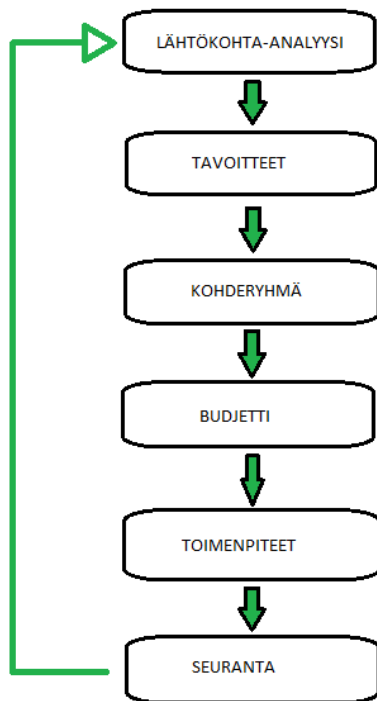 LÄHTÖKOHTA-ANALYYSI
TAVOITTEET
KOHDERYHMÄ
BUDJETTI
TOIMENPITEET
SEURANTA